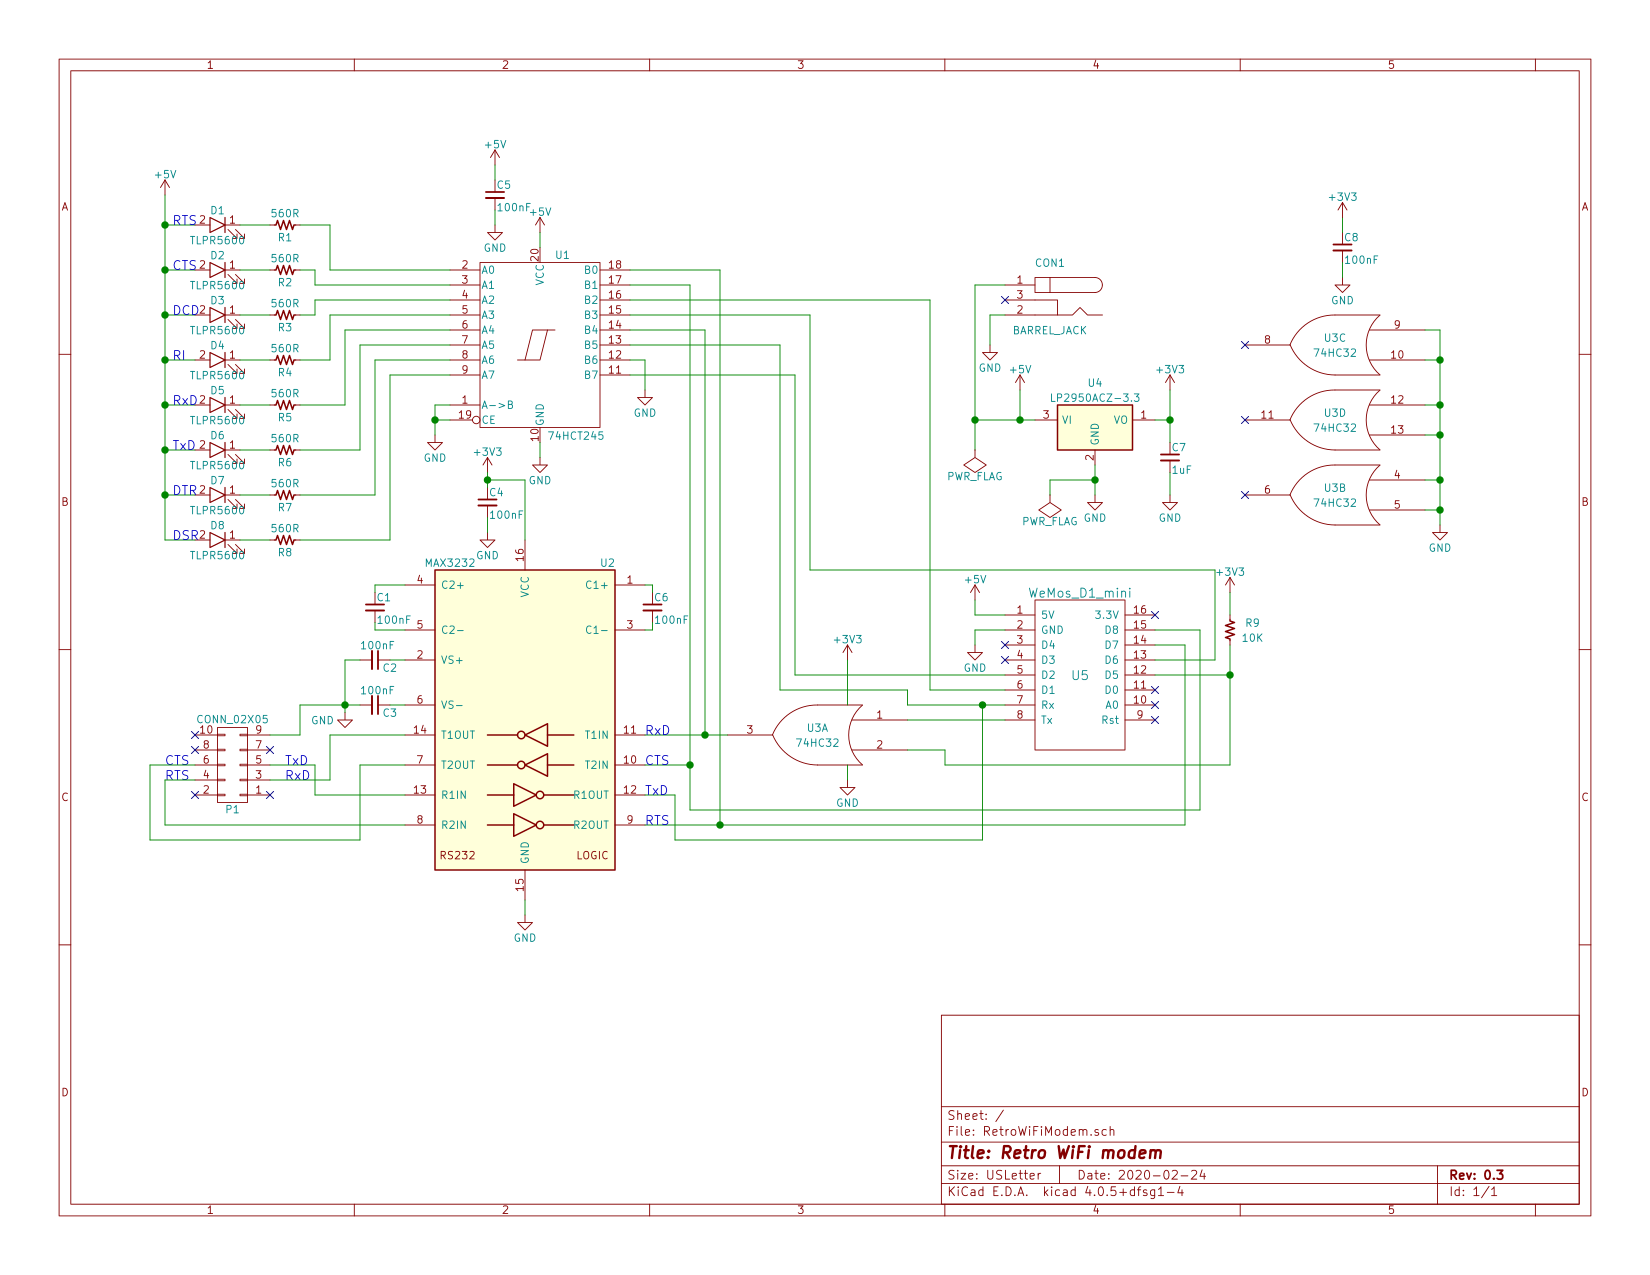 1 2 3 4 5
A
B
C
D
A
B
C
D
+5V
RTS 2 D1 1
TLPR5600
560R
R1
CTS 2 D2 1
TLPR5600
560R
R2
DCD 2 D3 1
TLPR5600
560R
R3
RI 2 D4 1
TLPR5600
560R
R4
RxD 2 D5 1
TLPR5600
560R
R5
TxD 2 D6 1
TLPR5600
560R
R6
DTR 2 D7 1
TLPR5600
560R
R7
DSR 2 D8 1
TLPR5600
560R
R8
+5V
C5
100nF
GND
+5V
20
U1
VCC
2 A0 B0 18
3 A1 B1 17
4 A2 B2 16
5 A3 B3 15
6 A4 B4 14
7 A5 B5 13
8 A6 B6 12
9 A7 B7 11
1 A->B
19 CE
GND
10
74HCT245
GND
GND
GND
+3V3
C4
100nF
GND
MAX3232 U2
16
VCC
4 C2+ C1+ 1
5 C2- C1- 3
2 VS+
6 VS-
14 T1OUT T1IN 11 RxD
7 T2OUT T2IN 10 CTS
13 R1IN R1OUT 12 TxD
8 R2IN R2OUT 9 RTS
RS232 GND LOGIC
15
GND
C1
100nF
C6
100nF
100nF
C2
100nF
C3
GND
CONN_02X05
10 9
8 7
CTS 6 5 TxD
RTS 4 3 RxD
2 1
P1
+3V3
3 U3A 1
74HC32 2
GND
CON1
1
3
2
BARREL_JACK
GND
+5V
U4
LP2950ACZ-3.3
3 VI VO 1
GND
2
PWR_FLAG
PWR_FLAG
GND
+3V3
C7
1uF
GND
+3V3
C8
100nF
GND
8 U3C 9
74HC32 10
11 U3D 12
74HC32 13
6 U3B 4
74HC32 5
GND
+5V
GND
WeMos_D1_mini
1 5V 3.3V 16
2 GND D8 15
3 D4 D7 14
4 D3 D6 13
5 D2 D5 12
6 D1 D0 11
7 Rx A0 10
8 Tx Rst 9
U5
+3V3
R9
10K
Sheet: /
File: RetroWiFiModem.sch
Title: Retro WiFi modem
Size: USLetter Date: 2020-02-24 Rev: 0.3
KiCad E.D.A. kicad 4.0.5+dfsg1-4 Id: 1/1
1 2 3 4 5